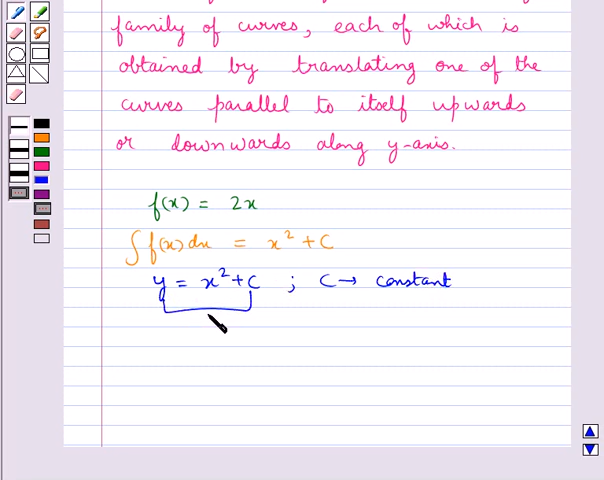 family of curves, each of which is
obtained by translating one of the
curves parallel to itself upwards
or downwards along y-axis.
f(x) = 2x
∫f(x)dx = x² + C
y = x² + C ; C → constant